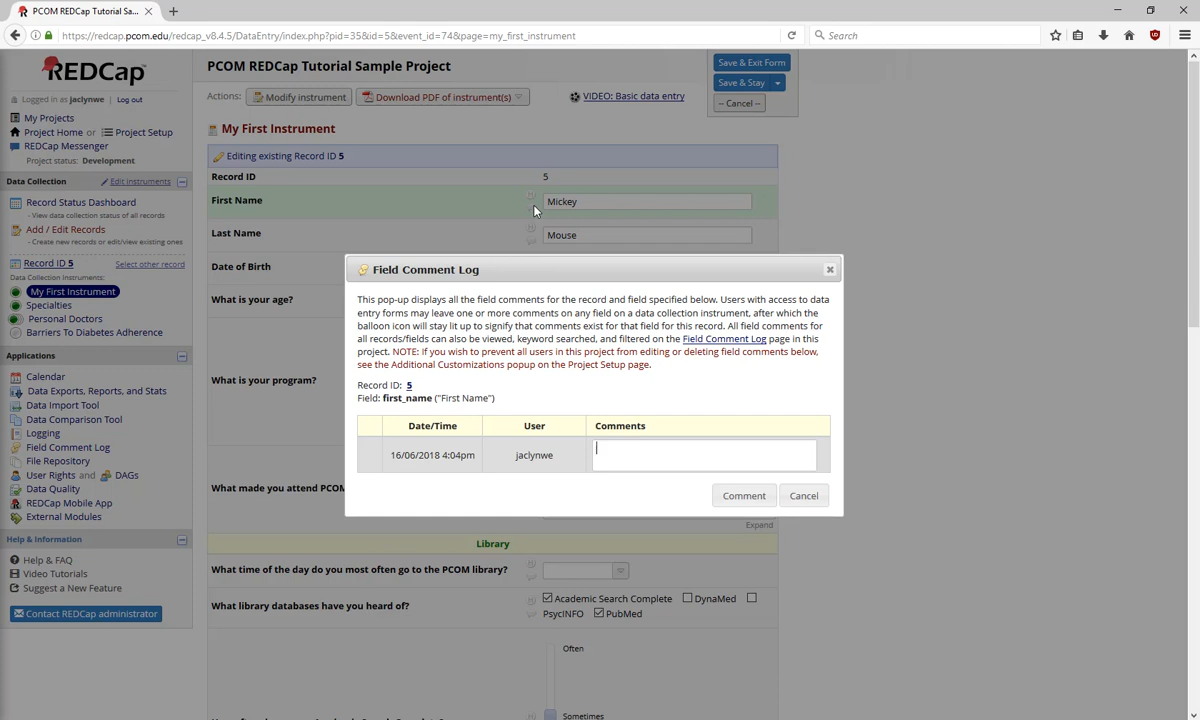 PCOM REDCap Tutorial Sa...
https://redcap.pcom.edu/redcap_v8.4.5/DataEntry/index.php?pid=35&id=5&event_id=74&page=my_first_instrument
Search
REDCap
Logged in as jaclynwe | Log out
My Projects
Project Home or Project Setup
REDCap Messenger
Project status: Development
Data Collection Edit instruments
Record Status Dashboard
- View data collection status of all records
Add / Edit Records
- Create new records or edit/view existing ones
Record ID 5 Select other record
Data Collection Instruments:
My First Instrument
Specialties
Personal Doctors
Barriers To Diabetes Adherence
Applications
Calendar
Data Exports, Reports, and Stats
Data Import Tool
Data Comparison Tool
Logging
Field Comment Log
File Repository
User Rights and DAGs
Data Quality
REDCap Mobile App
External Modules
Help & Information
Help & FAQ
Video Tutorials
Suggest a New Feature
Contact REDCap administrator
PCOM REDCap Tutorial Sample Project
Save & Exit Form
Save & Stay
-- Cancel --
Actions: Modify instrument Download PDF of instrument(s) VIDEO: Basic data entry
My First Instrument
Editing existing Record ID 5
Record ID 5
First Name Mickey
Last Name Mouse
Date of Birth
What is your age?
What is your program?
What made you attend PCOM
Expand
Library
What time of the day do you most often go to the PCOM library?
What library databases have you heard of? Academic Search Complete DynaMed
PsycINFO PubMed
Often
Sometimes
Field Comment Log
This pop-up displays all the field comments for the record and field specified below. Users with access to data
entry forms may leave one or more comments on any field on a data collection instrument, after which the
balloon icon will stay lit up to signify that comments exist for that field for this record. All field comments for
all records/fields can also be viewed, keyword searched, and filtered on the Field Comment Log page in this
project. NOTE: If you wish to prevent all users in this project from editing or deleting field comments below,
see the Additional Customizations popup on the Project Setup page.
Record ID: 5
Field: first_name ("First Name")
Date/Time User Comments
16/06/2018 4:04pm jaclynwe
Comment Cancel